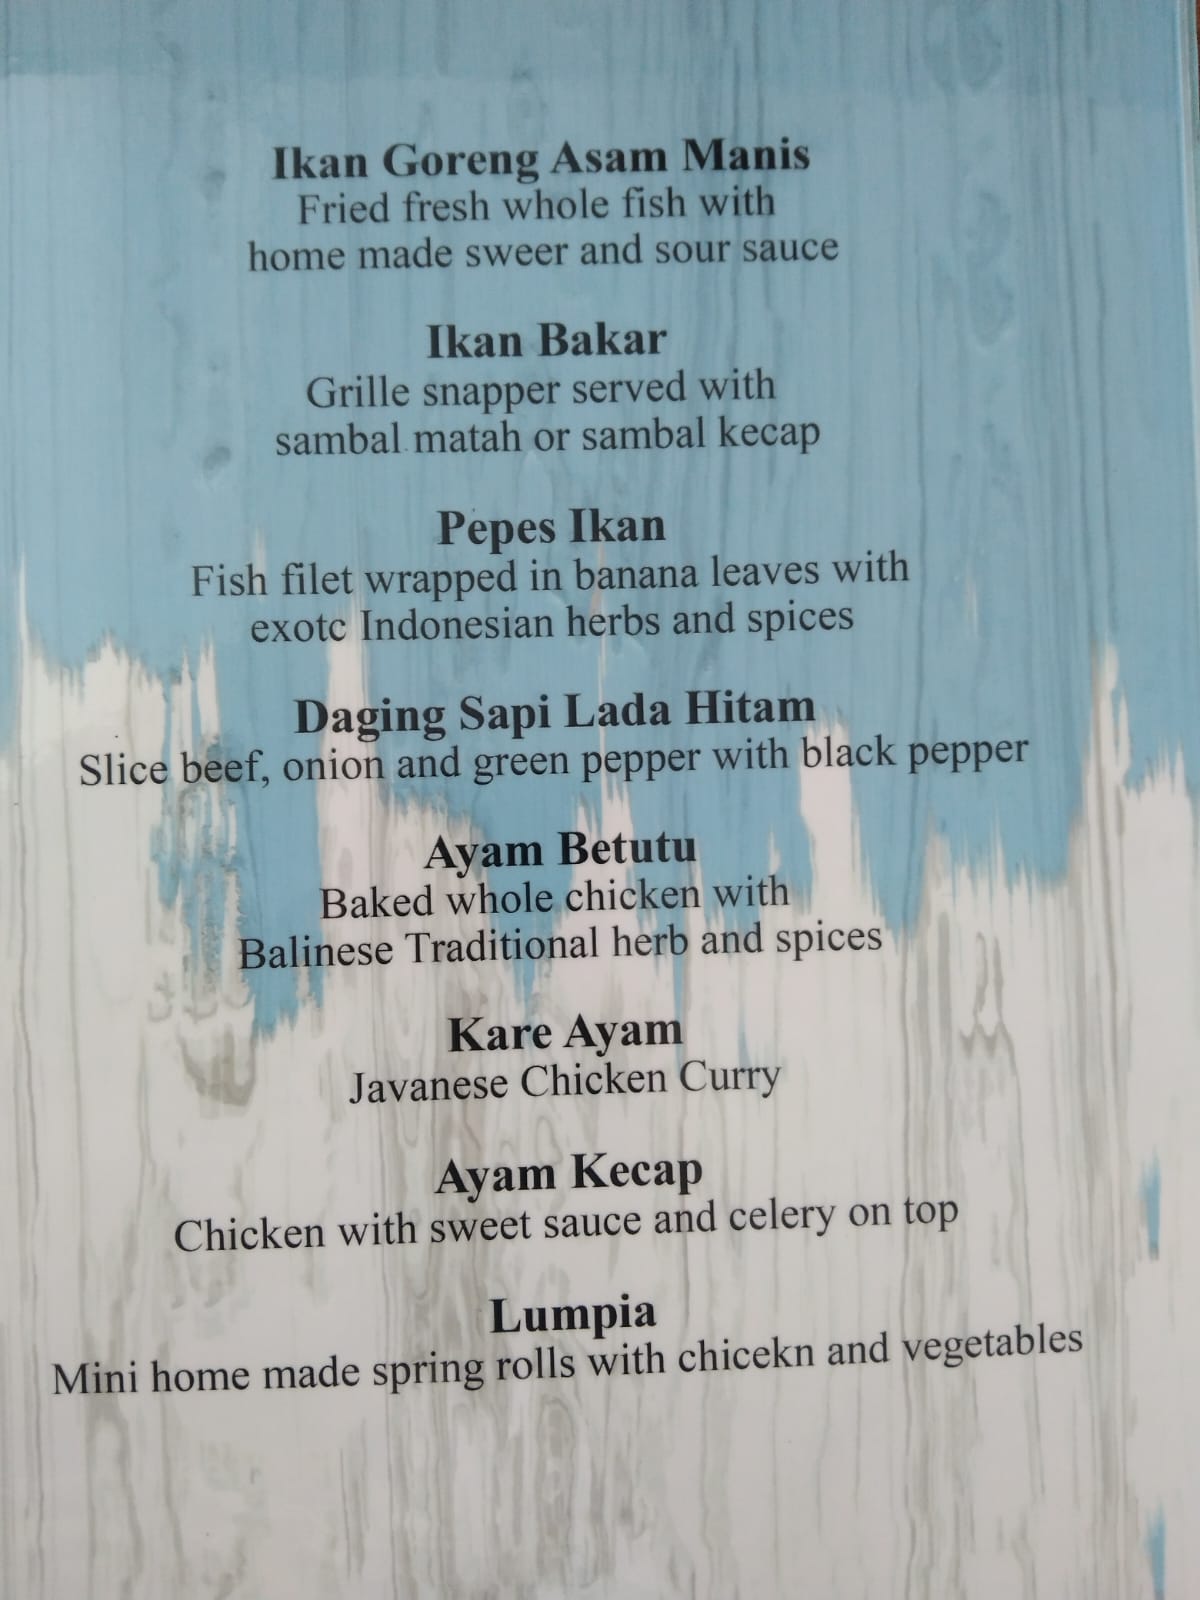 Ikan Goreng Asam Manis
Fried fresh whole fish with
home made sweer and sour sauce
Ikan Bakar
Grille snapper served with
sambal matah or sambal kecap
Pepes Ikan
Fish filet wrapped in banana leaves with
exotc Indonesian herbs and spices
Daging Sapi Lada Hitam
Slice beef, onion and green pepper with black pepper
Ayam Betutu
Baked whole chicken with
Balinese Traditional herb and spices
Kare Ayam
Javanese Chicken Curry
Ayam Kecap
Chicken with sweet sauce and celery on top
Lumpia
Mini home made spring rolls with chicekn and vegetables